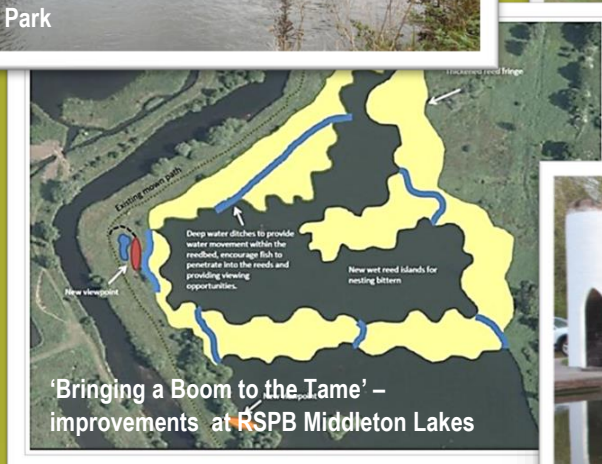 Park
Thickened reed fringe
Existing mown path
Deep water ditches to provide
water movement within the
reedbed, encourage fish to
penetrate into the reeds and
providing viewing
opportunities.
New wet reed islands for
nesting bittern
New viewpoint
'Bringing a Boom to the Tame' –
improvements at RSPB Middleton Lakes